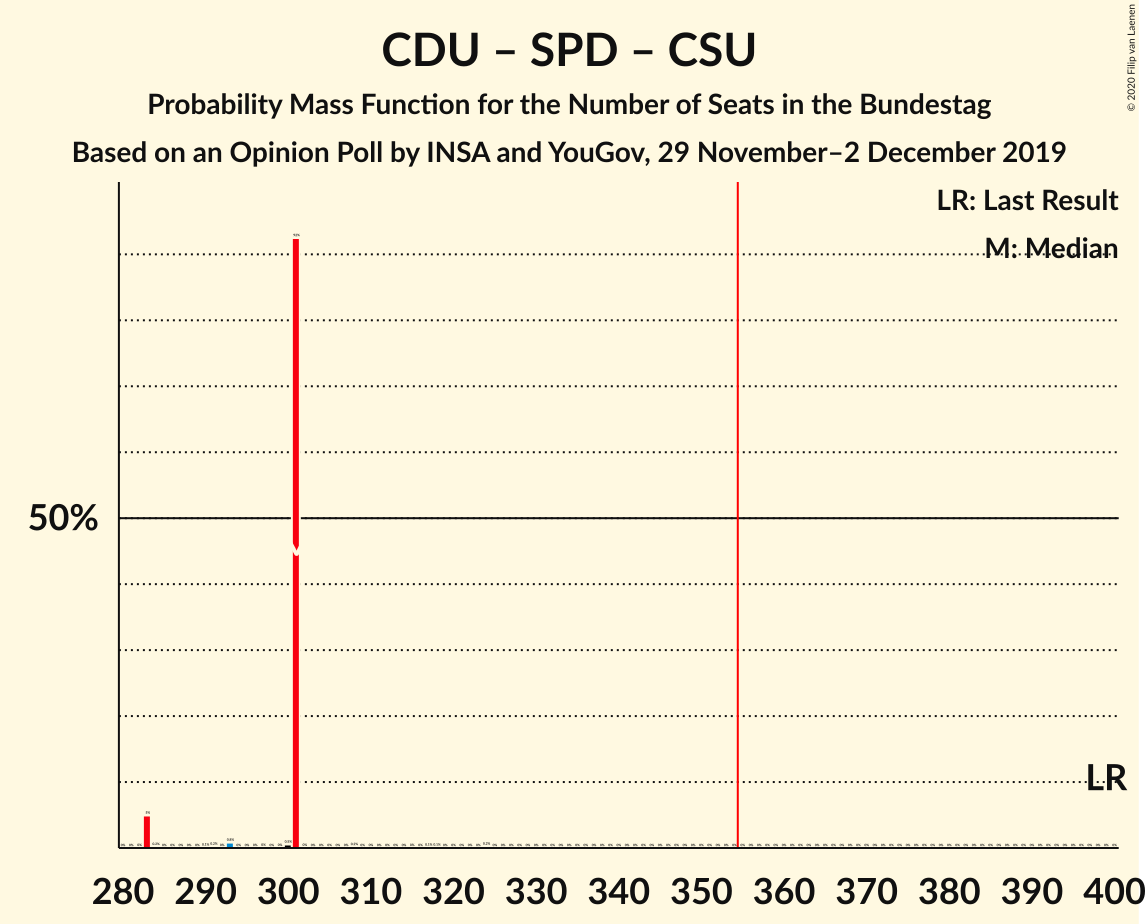 CDU – SPD – CSU
Probability Mass Function for the Number of Seats in the Bundestag
Based on an Opinion Poll by INSA and YouGov, 29 November–2 December 2019
© 2020 Filip van Laenen
LR: Last Result
M: Median
50%
M
LR
280 290 300 310 320 330 340 350 360 370 380 390 400